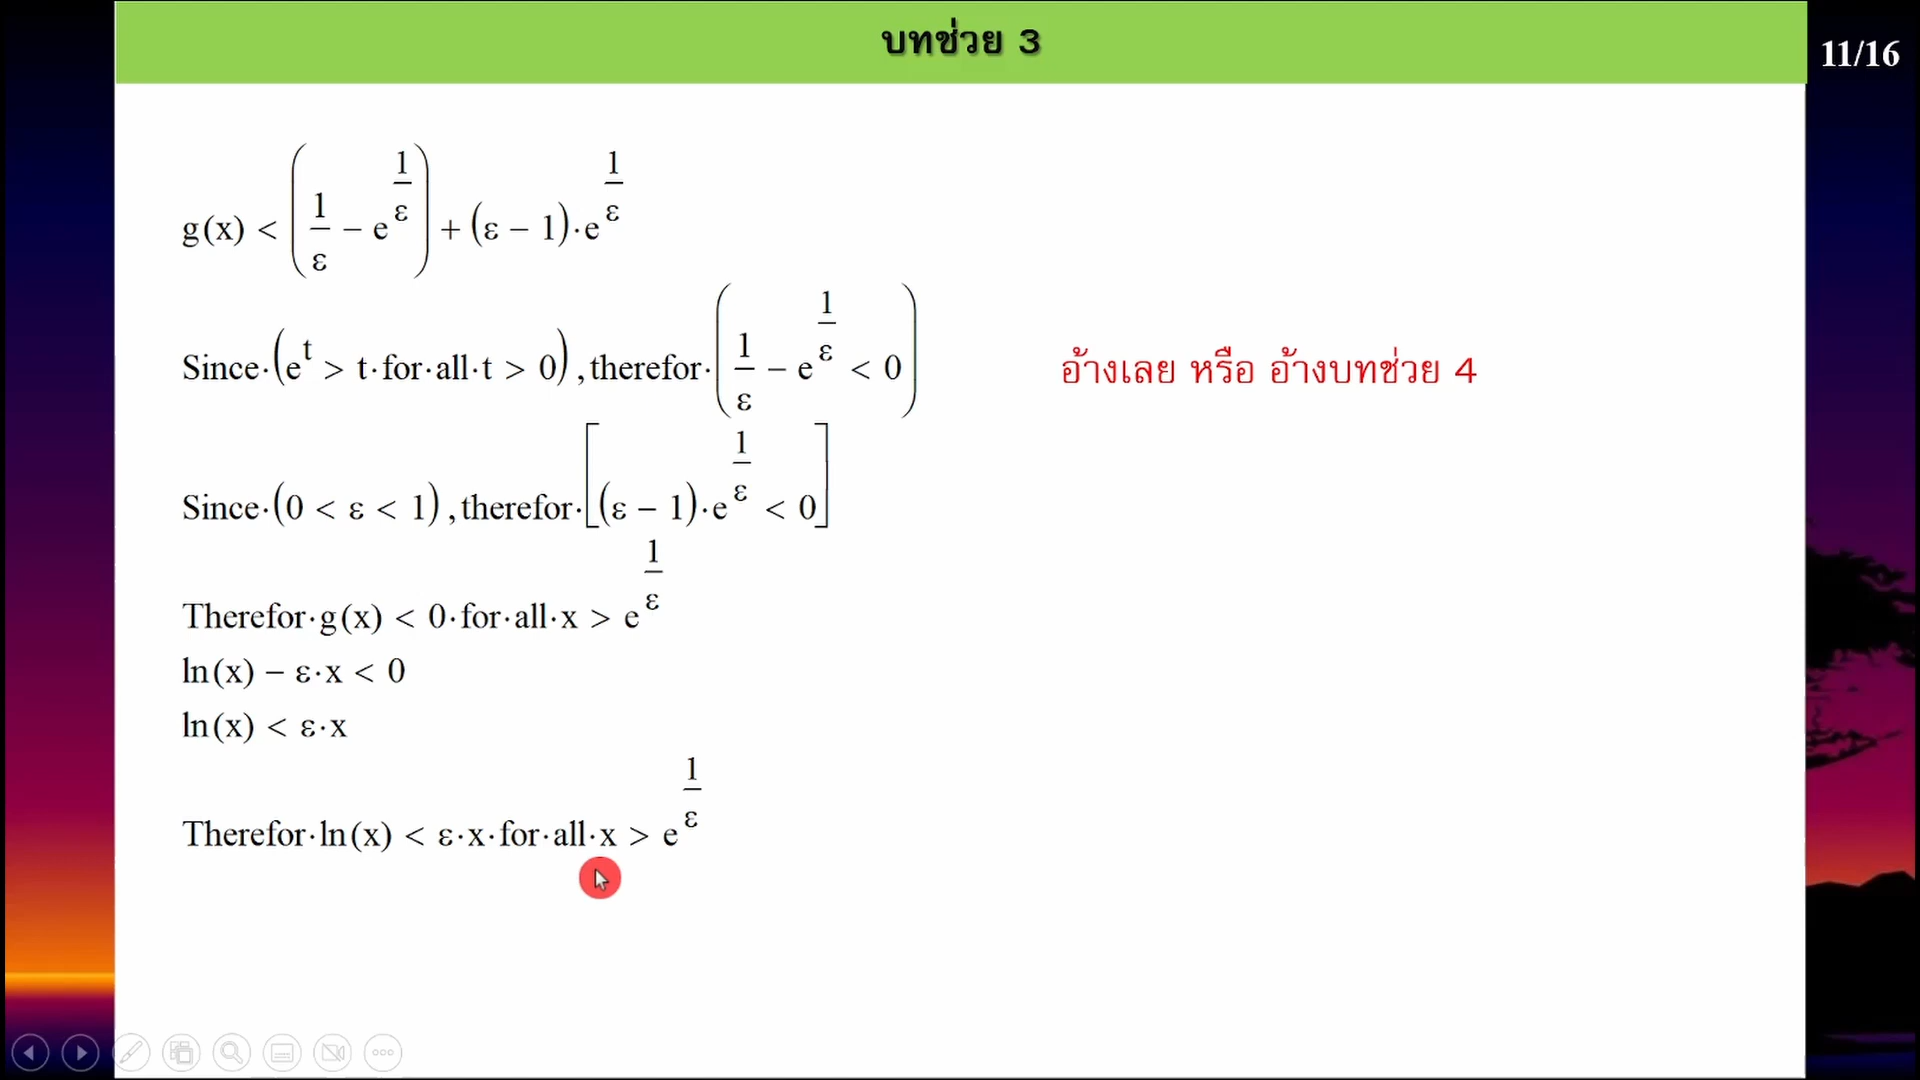 บทช่วย 3
11/16
g(x) < (1/ε − e^(1/ε)) + (ε − 1)·e^(1/ε)
Since·(e^t > t·for·all·t > 0) ,therefor·(1/ε − e^(1/ε) < 0)
อ้างเลย หรือ อ้างบทช่วย 4
Since·(0 < ε < 1) ,therefor·[(ε − 1)·e^(1/ε) < 0]
Therefor·g(x) < 0·for·all·x > e^(1/ε)
ln(x) − ε·x < 0
ln(x) < ε·x
Therefor·ln(x) < ε·x·for·all·x > e^(1/ε)